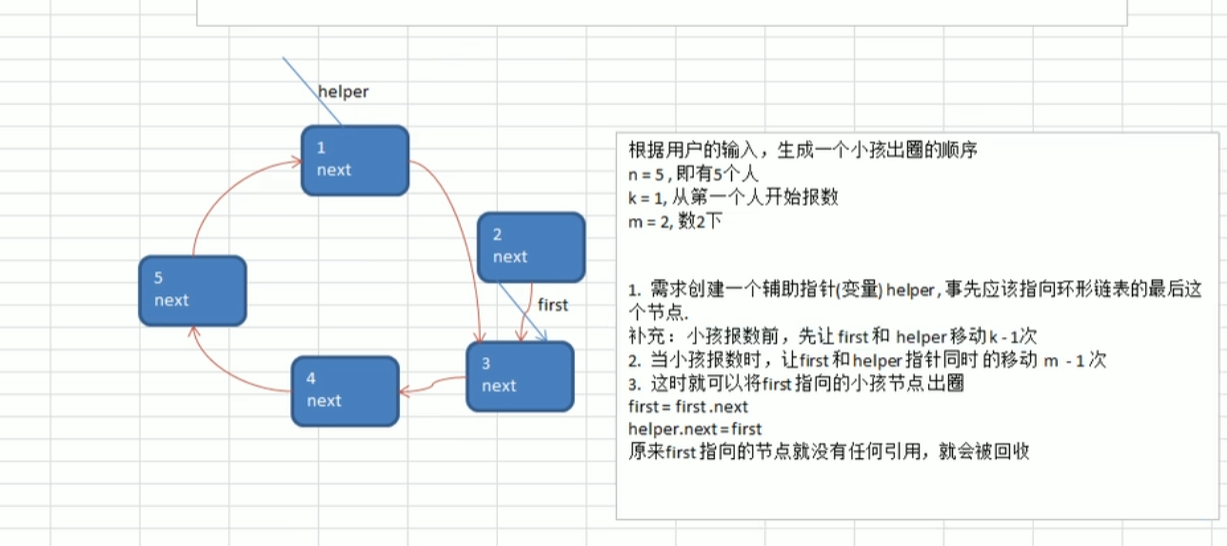 helper
1
next
2
next
first
5
next
3
next
4
next
根据用户的输入，生成一个小孩出圈的顺序
n = 5 , 即有5个人
k = 1, 从第一个人开始报数
m = 2, 数2下
1. 需求创建一个辅助指针(变量) helper , 事先应该指向环形链表的最后这
个节点.
补充： 小孩报数前，先让 first 和 helper 移动 k - 1次
2. 当小孩报数时，让first 和 helper 指针同时 的移动 m - 1 次
3. 这时就可以将first 指向的小孩节点 出圈
first = first .next
helper.next = first
原来first 指向的节点就没有任何引用，就会被回收